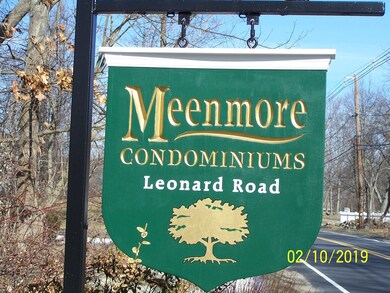 Meenmore
CONDOMINIUMS
Leonard Road
02/10/2019